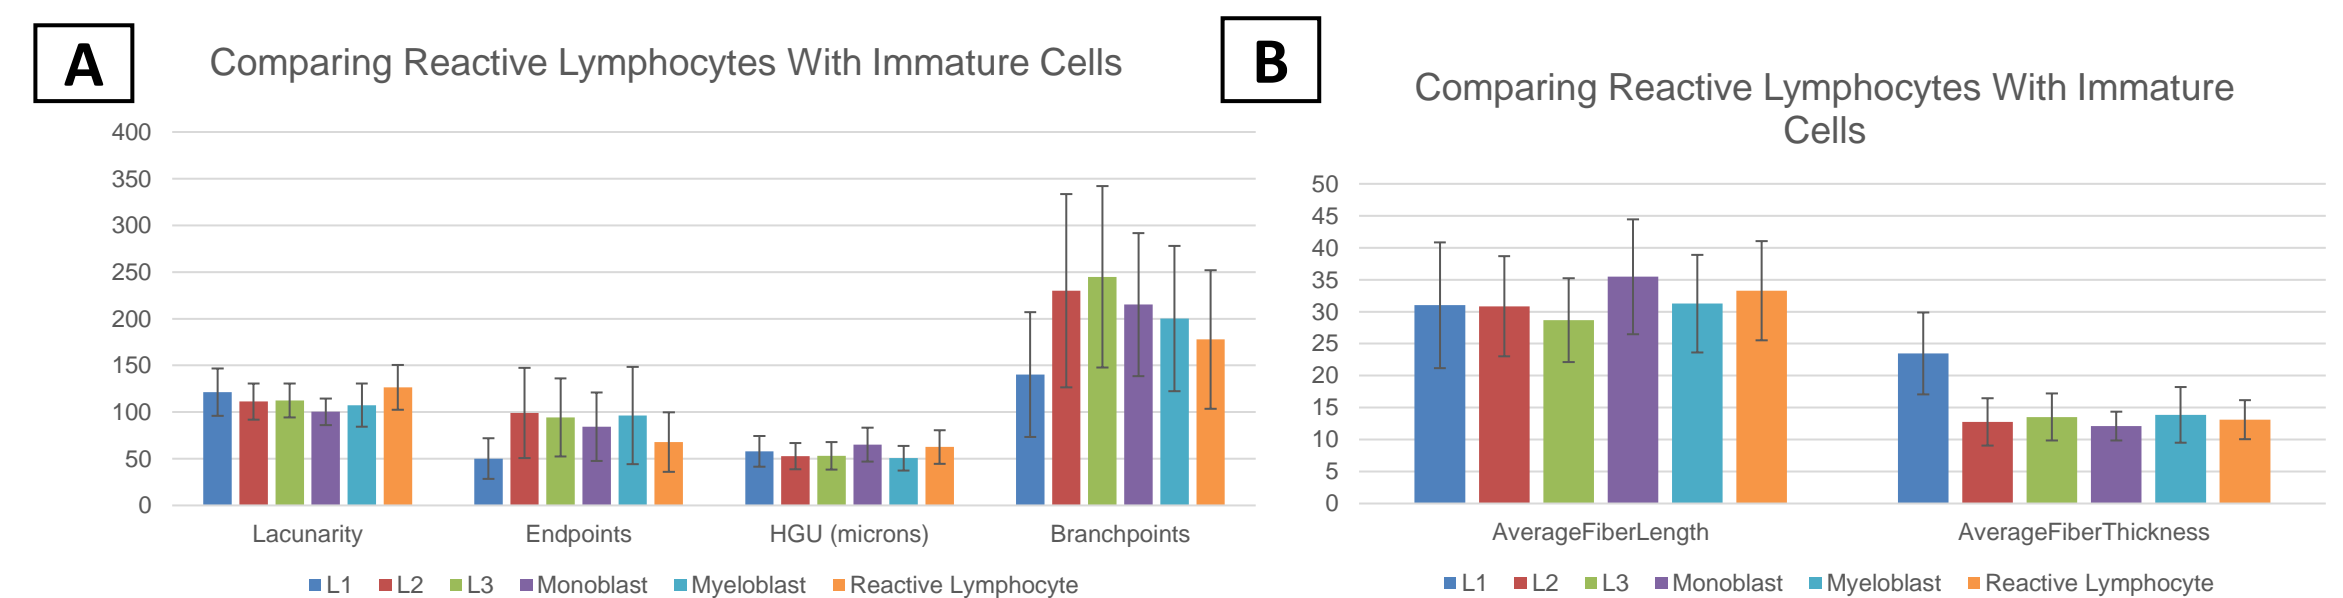 A
Comparing Reactive Lymphocytes With Immature Cells
400
350
300
250
200
150
100
50
0
Lacunarity
Endpoints
HGU (microns)
Branchpoints
L1 L2 L3 Monoblast Myeloblast Reactive Lymphocyte
B
Comparing Reactive Lymphocytes With Immature
Cells
50
45
40
35
30
25
20
15
10
5
0
AverageFiberLength
AverageFiberThickness
L1 L2 L3 Monoblast Myeloblast Reactive Lymphocyte